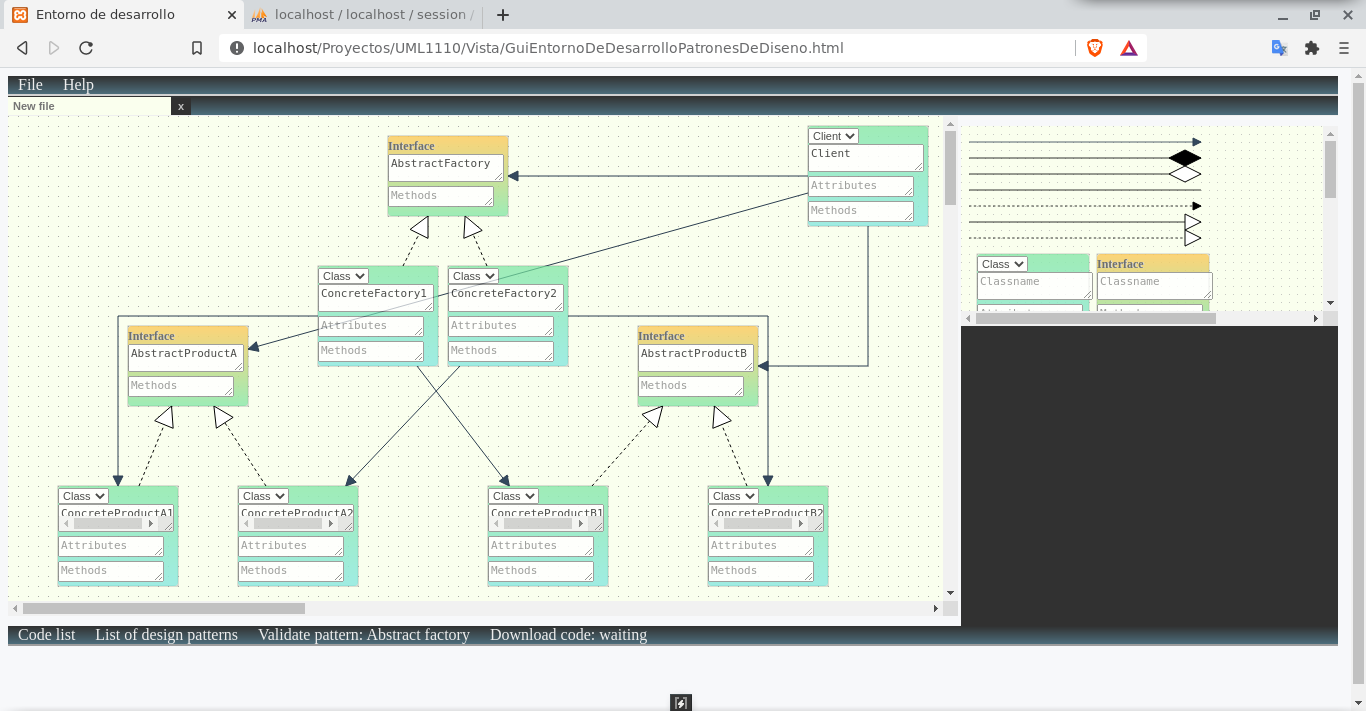 Entorno de desarrollo
localhost / localhost / session /
localhost/Proyectos/UML1110/Vista/GuiEntornoDeDesarrolloPatronesDeDiseno.html
File Help
New file x
Interface
AbstractFactory
Methods
Client
Client
Attributes
Methods
Class
ConcreteFactory1
Attributes
Methods
Class
ConcreteFactory2
Attributes
Methods
Interface
AbstractProductA
Methods
Interface
AbstractProductB
Methods
Class
ConcreteProductA1
Attributes
Methods
Class
ConcreteProductA2
Attributes
Methods
Class
ConcreteProductB1
Attributes
Methods
Class
ConcreteProductB2
Attributes
Methods
Class
Classname
Interface
Classname
Code list List of design patterns Validate pattern: Abstract factory Download code: waiting